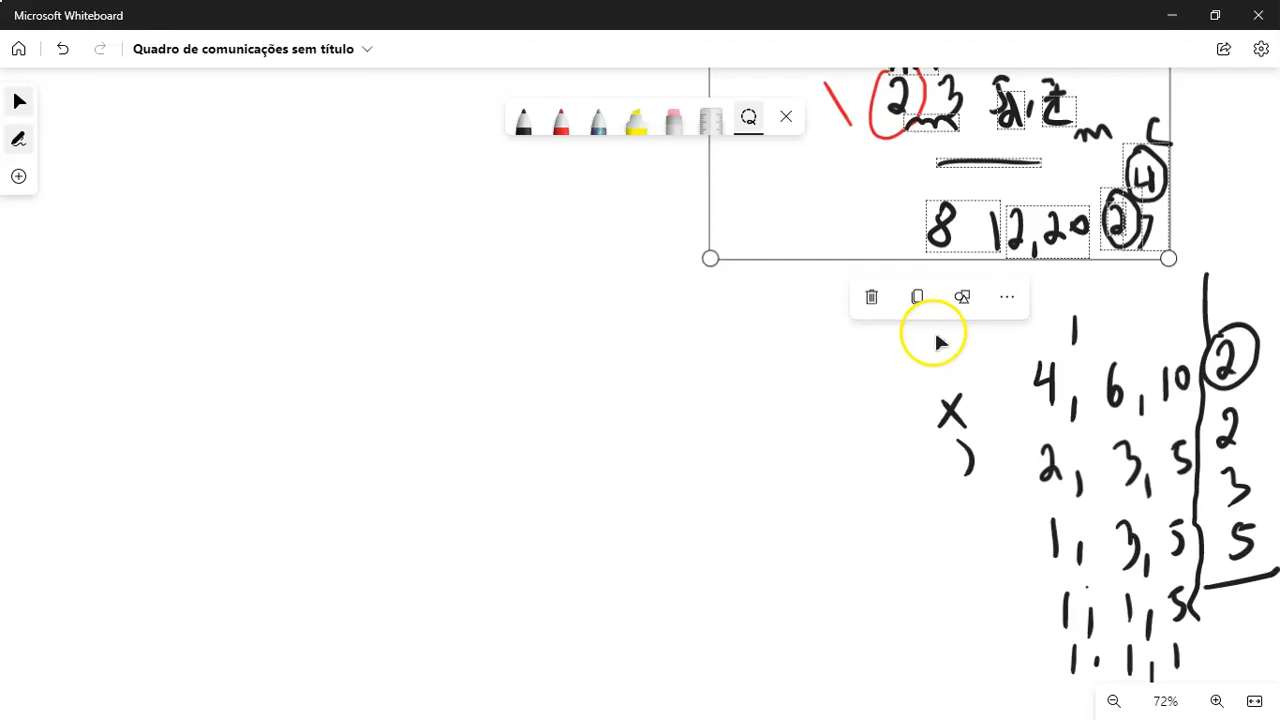 Microsoft Whiteboard
Quadro de comunicações sem título
2 3
m
8 12,20 2
4
1
4, 6, 10 2
x
2, 3, 5 2
1, 3, 5 3
1, 1, 5 5
1, 1, 1
72%